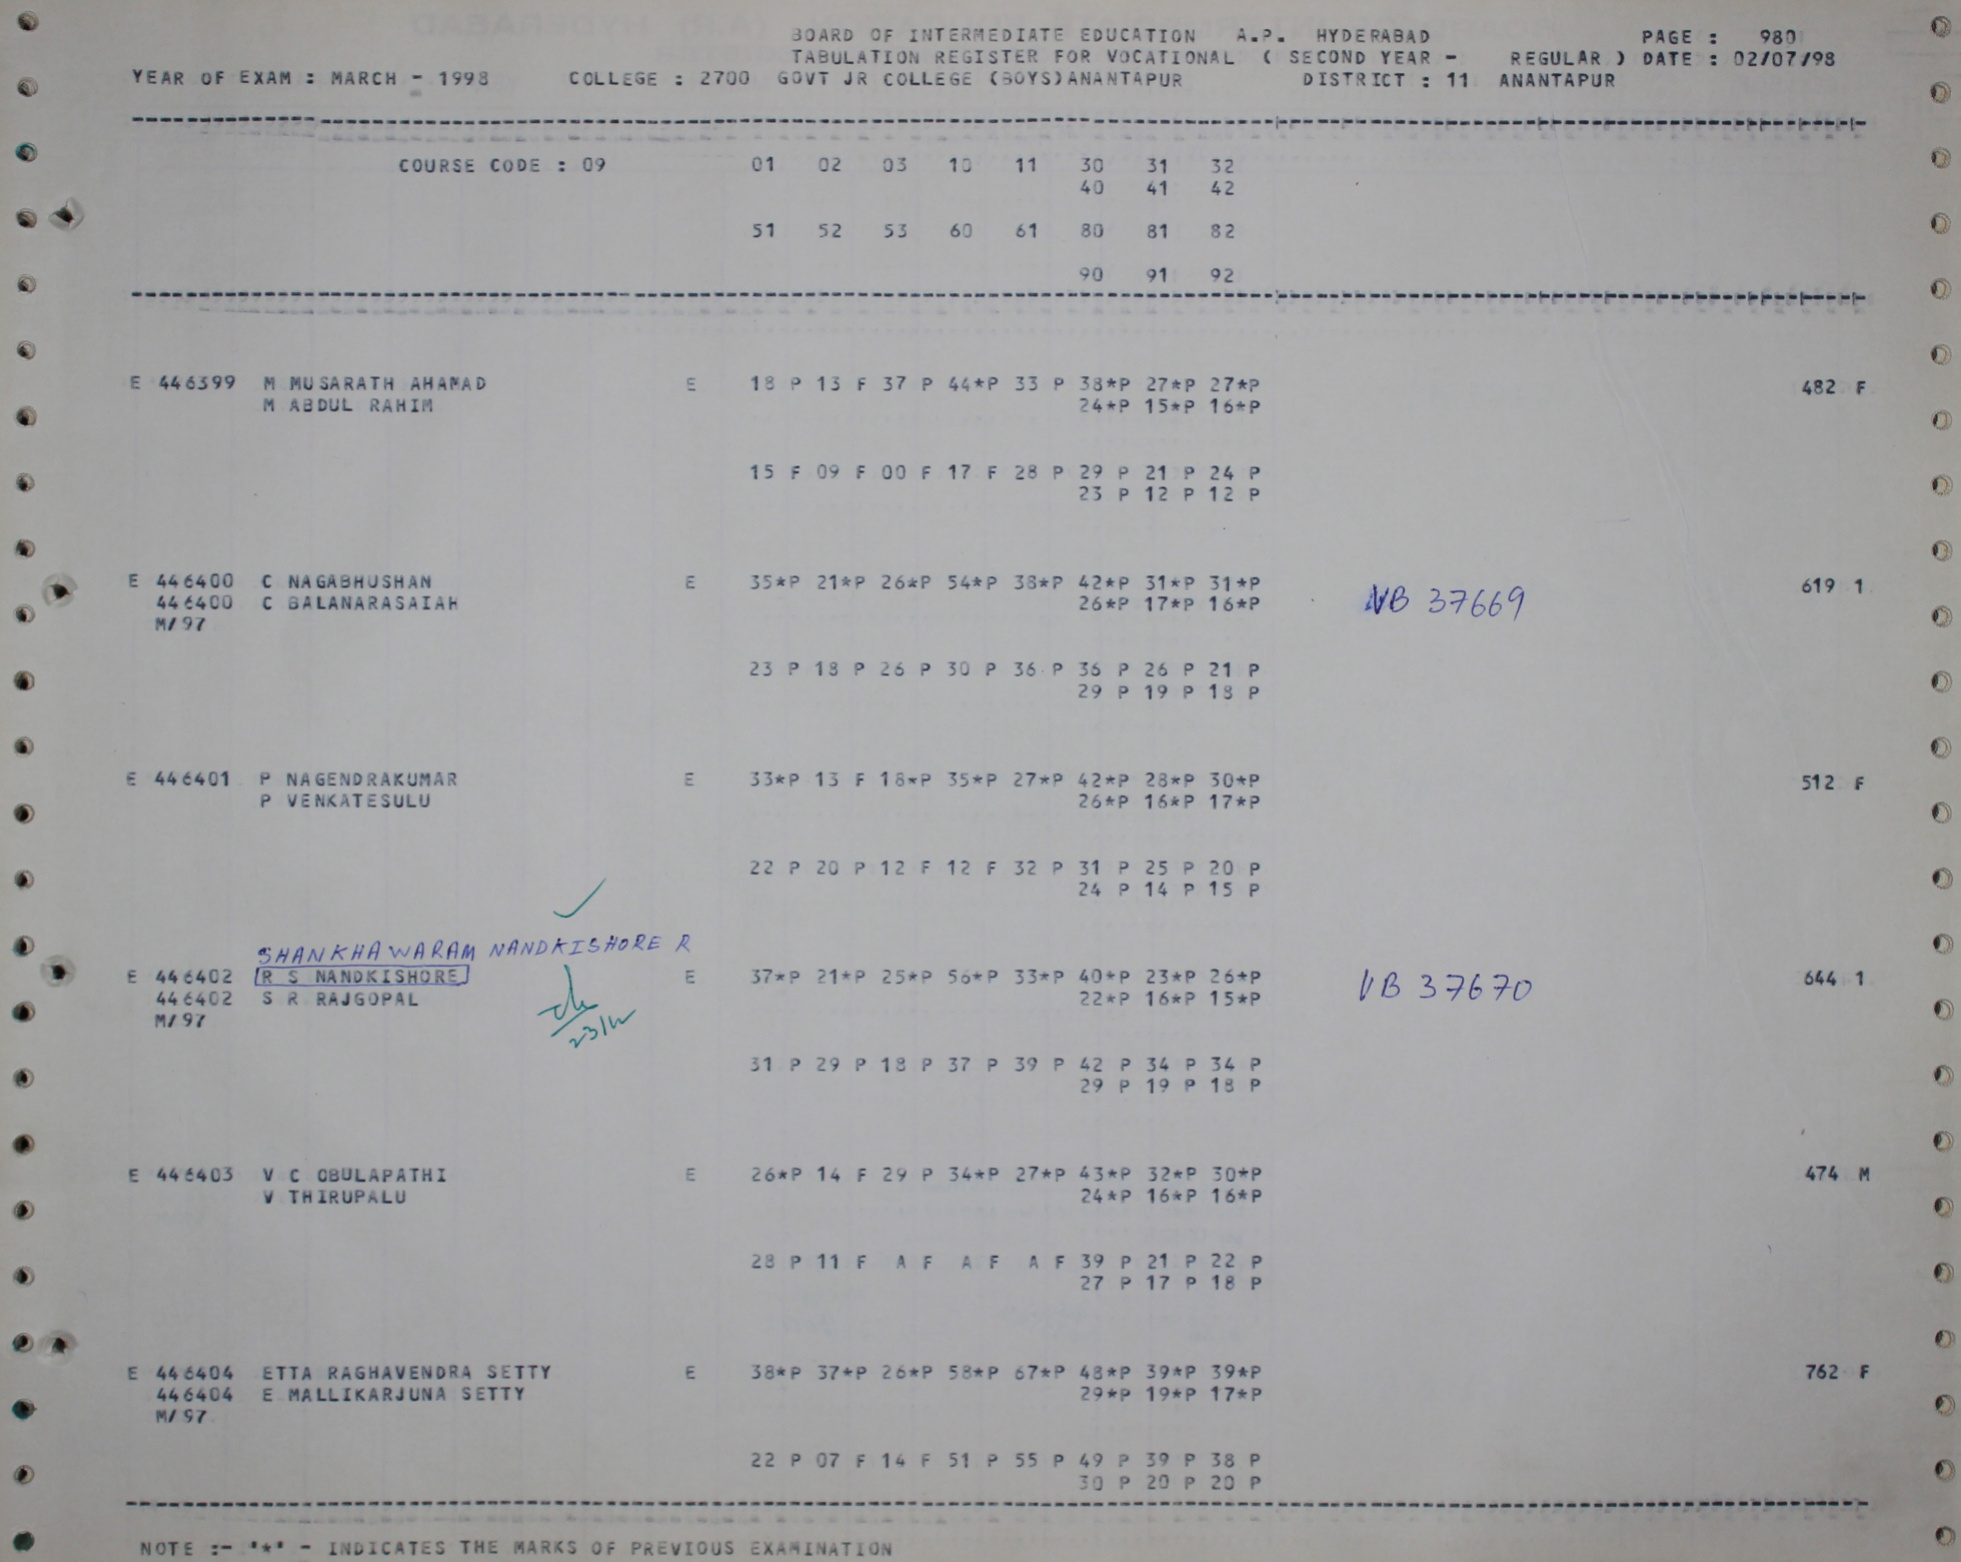 BOARD OF INTERMEDIATE EDUCATION A.P. HYDERABAD PAGE : 980
TABULATION REGISTER FOR VOCATIONAL ( SECOND YEAR - REGULAR ) DATE : 02/07/98
YEAR OF EXAM : MARCH - 1998 COLLEGE : 2700 GOVT JR COLLEGE (BOYS)ANANTAPUR DISTRICT : 11 ANANTAPUR
COURSE CODE : 09 01 02 03 10 11 30 31 32
40 41 42
51 52 53 60 61 80 81 82
90 91 92
E 446399 M MUSARATH AHAMAD E 18 P 13 F 37 P 44*P 33 P 38*P 27*P 27*P 482 F
M ABDUL RAHIM 24*P 15*P 16*P
15 F 09 F 00 F 17 F 28 P 29 P 21 P 24 P
23 P 12 P 12 P
E 446400 C NAGABHUSHAN E 35*P 21*P 26*P 54*P 38*P 42*P 31*P 31*P VB 37669 619 1
446400 C BALANARASAIAH 26*P 17*P 16*P
M/97
23 P 18 P 26 P 30 P 36 P 36 P 26 P 21 P
29 P 19 P 18 P
E 446401 P NAGENDRAKUMAR E 33*P 13 F 18*P 35*P 27*P 42*P 28*P 30*P 512 F
P VENKATESULU 26*P 16*P 17*P
22 P 20 P 12 F 12 F 32 P 31 P 25 P 20 P
24 P 14 P 15 P
SHANKHAWARAM NANDKISHORE R
E 446402 R S NANDKISHORE E 37*P 21*P 25*P 56*P 33*P 40*P 23*P 26*P VB 37670 644 1
446402 S R RAJGOPAL 22*P 16*P 15*P
M/97
31 P 29 P 18 P 37 P 39 P 42 P 34 P 34 P
29 P 19 P 18 P
E 446403 V C OBULAPATHI E 26*P 14 F 29 P 34*P 27*P 43*P 32*P 30*P 474 M
V THIRUPALU 24*P 16*P 16*P
28 P 11 F A F A F A F 39 P 21 P 22 P
27 P 17 P 18 P
E 446404 ETTA RAGHAVENDRA SETTY E 38*P 37*P 26*P 58*P 67*P 48*P 39*P 39*P 762 F
446404 E MALLIKARJUNA SETTY 29*P 19*P 17*P
M/97
22 P 07 F 14 F 51 P 55 P 49 P 39 P 38 P
30 P 20 P 20 P
NOTE :- '*' - INDICATES THE MARKS OF PREVIOUS EXAMINATION